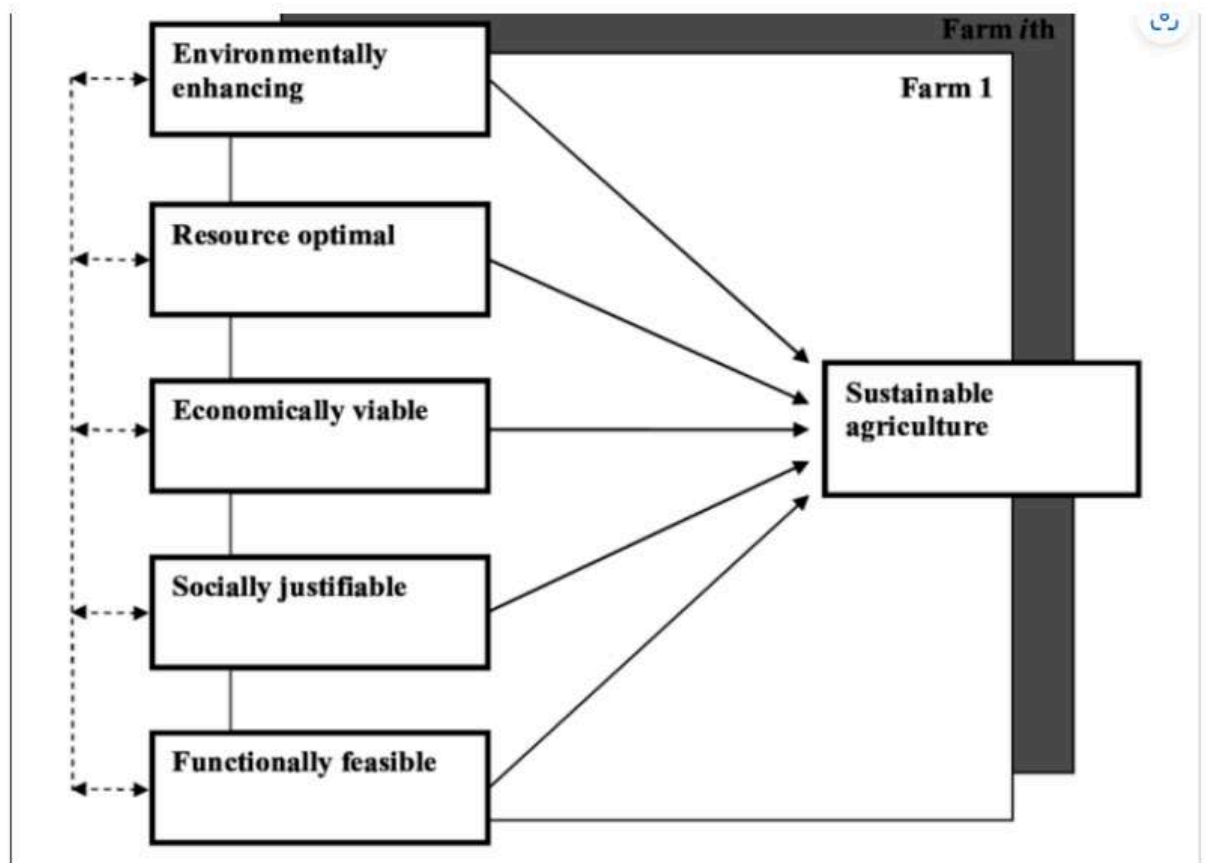 Farm ith
Farm 1
Environmentally
enhancing
Resource optimal
Economically viable
Sustainable
agriculture
Socially justifiable
Functionally feasible